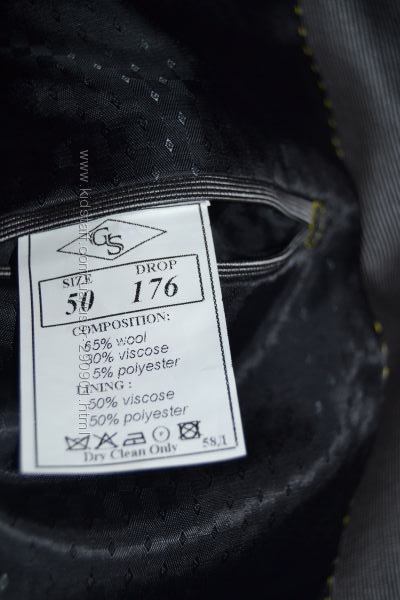 GS
SIZE DROP
50 176
COMPOSITION:
65% wool
30% viscose
5% polyester
LINING :
50% viscose
50% polyester
58,1
Dry Clean Only